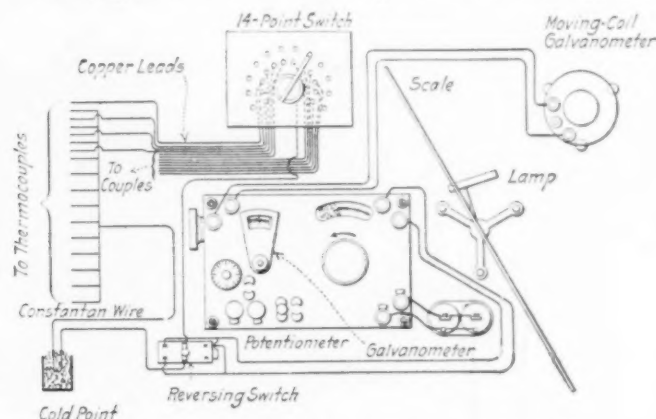 14-Point Switch
Moving-Coil
Galvanometer
Copper Leads
Scale
To
Couples
Lamp
To Thermocouples
Constantan Wire
Potentiometer
Galvanometer
Reversing Switch
Cold Point